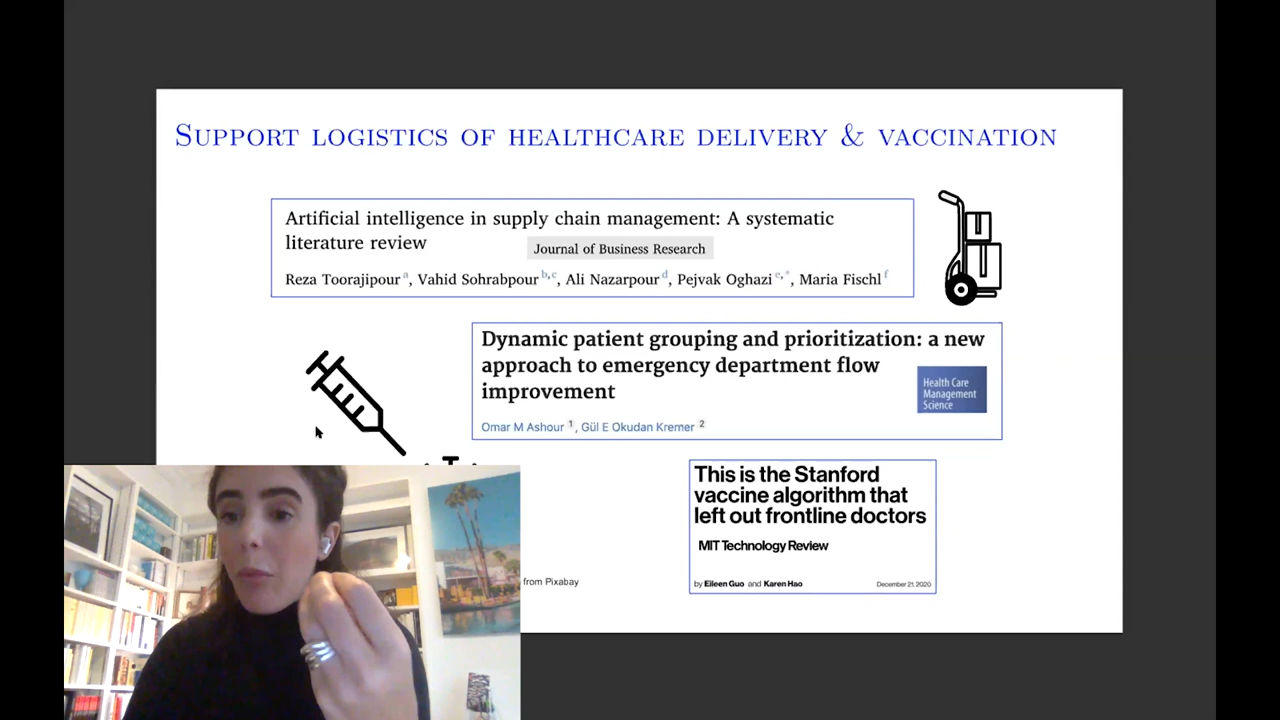 SUPPORT LOGISTICS OF HEALTHCARE DELIVERY & VACCINATION
Artificial intelligence in supply chain management: A systematic
literature review
Journal of Business Research
Reza Toorajipour a, Vahid Sohrabpour b,c, Ali Nazarpour d, Pejvak Oghazi e,*, Maria Fischl f
Dynamic patient grouping and prioritization: a new
approach to emergency department flow
improvement
Health Care
Management
Science
Omar M Ashour 1, Gül E Okudan Kremer 2
This is the Stanford
vaccine algorithm that
left out frontline doctors
MIT Technology Review
by Eileen Guo and Karen Hao
December 21, 2020
from Pixabay